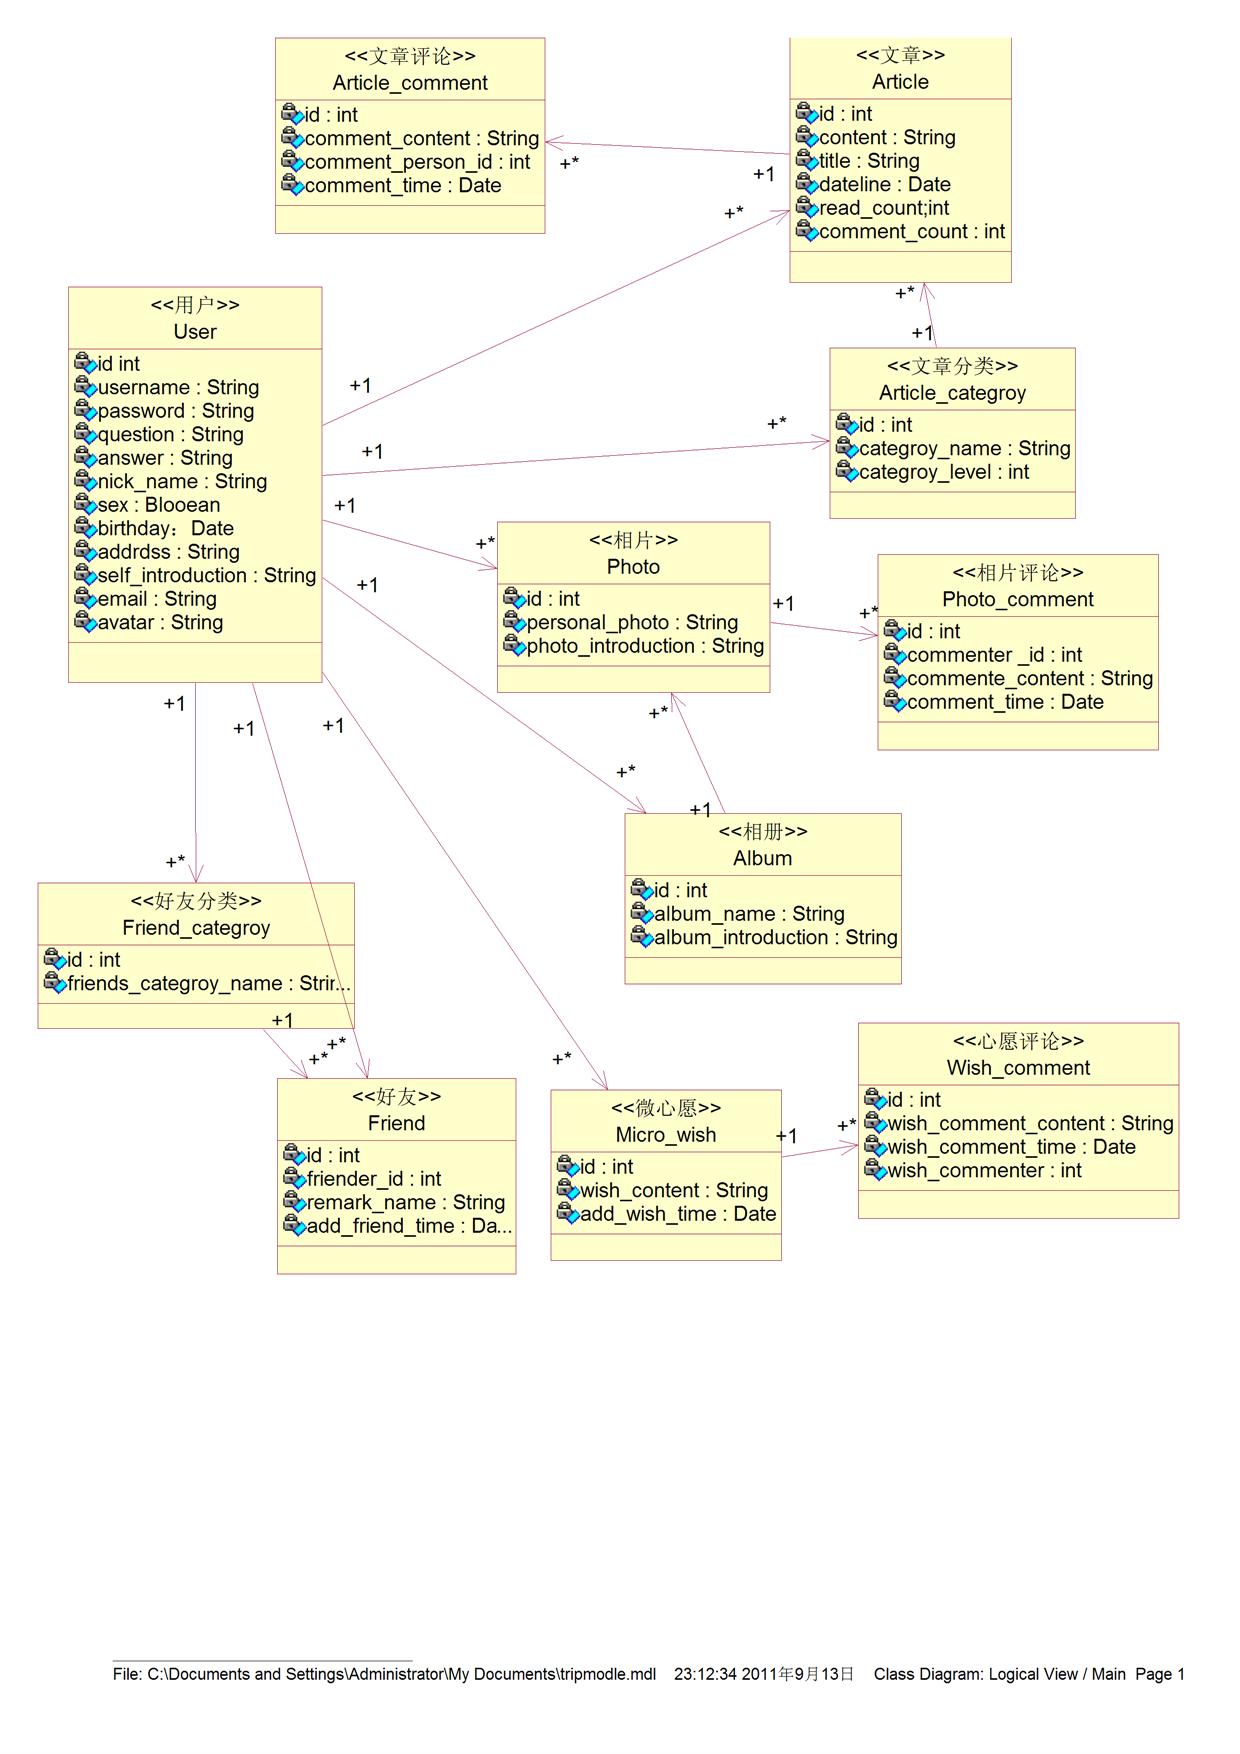 <<文章评论>>
Article_comment
id : int
comment_content : String
comment_person_id : int
comment_time : Date
<<文章>>
Article
id : int
content : String
title : String
dateline : Date
read_count;int
comment_count : int
+*
+1
+*
<<用户>>
User
id int
username : String
password : String
question : String
answer : String
nick_name : String
sex : Blooean
birthday：Date
addrdss : String
self_introduction : String
email : String
avatar : String
+*
+1
<<文章分类>>
Article_categroy
id : int
categroy_name : String
categroy_level : int
+1
+1
+*
+1
+*
+1
<<相片>>
Photo
id : int
personal_photo : String
photo_introduction : String
+1
+*
<<相片评论>>
Photo_comment
id : int
commenter _id : int
commente_content : String
comment_time : Date
+1
+1
+1
+*
+*
+1
<<相册>>
Album
id : int
album_name : String
album_introduction : String
+*
<<好友分类>>
Friend_categroy
id : int
friends_categroy_name : Strin...
+1
+*
+*
+*
<<好友>>
Friend
id : int
friender_id : int
remark_name : String
add_friend_time : Da...
<<微心愿>>
Micro_wish
id : int
wish_content : String
add_wish_time : Date
+1
+*
<<心愿评论>>
Wish_comment
id : int
wish_comment_content : String
wish_comment_time : Date
wish_commenter : int
File: C:\Documents and Settings\Administrator\My Documents\tripmodle.mdl 23:12:34 2011年9月13日 Class Diagram: Logical View / Main Page 1